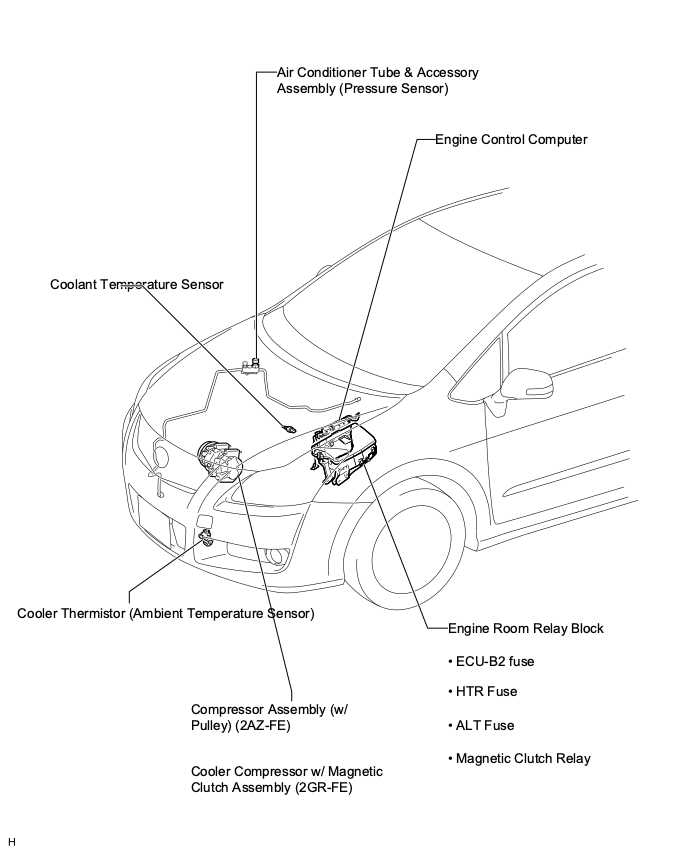 Air Conditioner Tube & Accessory
Assembly (Pressure Sensor)
Engine Control Computer
Coolant Temperature Sensor
Cooler Thermistor (Ambient Temperature Sensor)
Engine Room Relay Block
• ECU-B2 fuse
• HTR Fuse
• ALT Fuse
• Magnetic Clutch Relay
Compressor Assembly (w/
Pulley) (2AZ-FE)
Cooler Compressor w/ Magnetic
Clutch Assembly (2GR-FE)
H